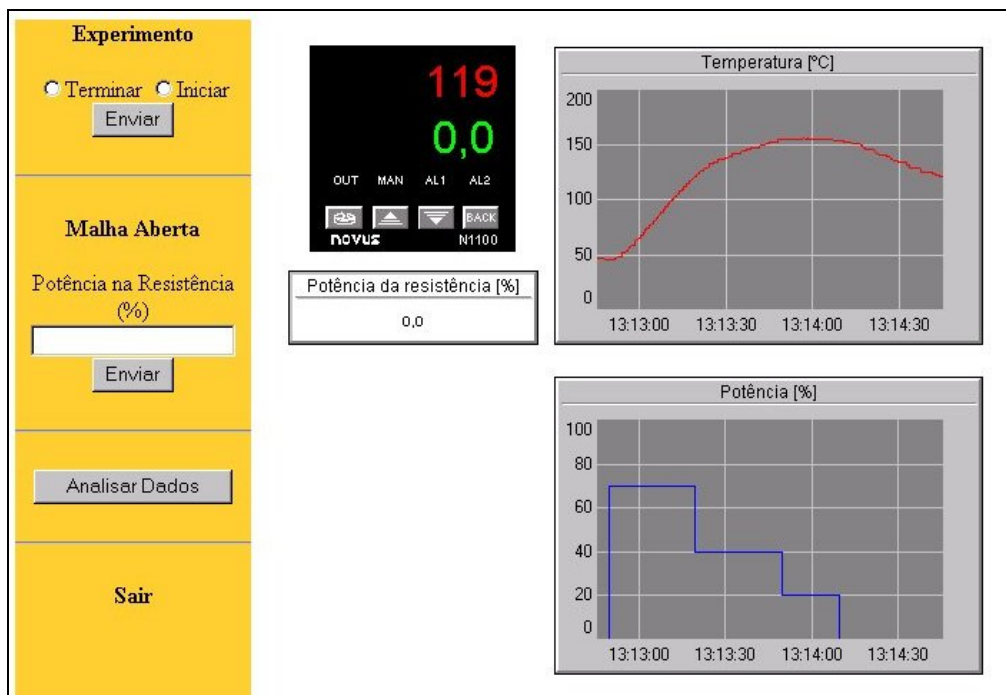 Experimento
Terminar Iniciar
Enviar
Malha Aberta
Potência na Resistência
(%)
Enviar
Analisar Dados
Sair
119
0,0
OUT MAN AL1 AL2
BACK
novus N1100
Potência da resistência [%]
0,0
Temperatura [ºC]
200
150
100
50
0
13:13:00 13:13:30 13:14:00 13:14:30
Potência [%]
100
80
60
40
20
0
13:13:00 13:13:30 13:14:00 13:14:30